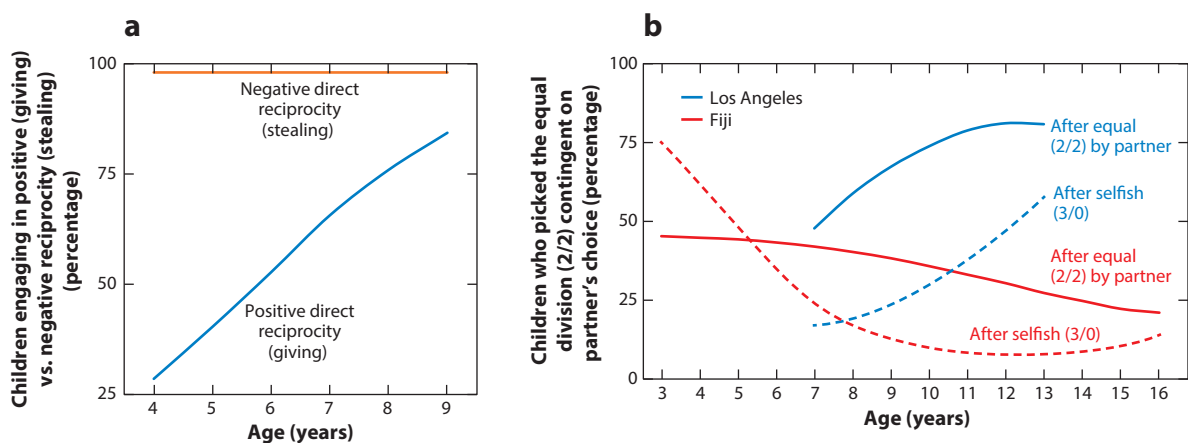 a
Children engaging in positive (giving)
vs. negative reciprocity (stealing)
(percentage)
100
75
50
25
Negative direct
reciprocity
(stealing)
Positive direct
reciprocity
(giving)
4 5 6 7 8 9
Age (years)
b
Children who picked the equal
division (2/2) contingent on
partner's choice (percentage)
100
75
50
25
0
Los Angeles
Fiji
After equal
(2/2) by partner
After selfish
(3/0)
After equal
(2/2) by partner
After selfish (3/0)
3 4 5 6 7 8 9 10 11 12 13 14 15 16
Age (years)